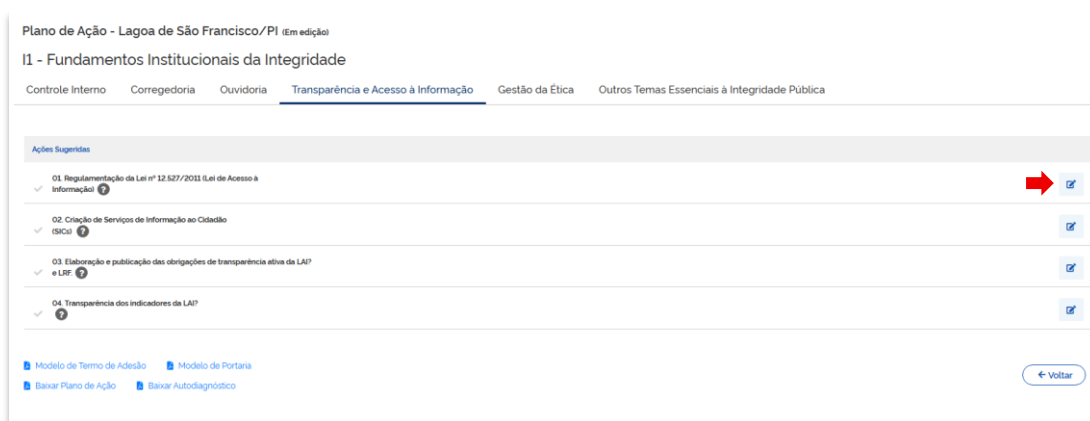 Plano de Ação - Lagoa de São Francisco/PI (Em edição)
I1 - Fundamentos Institucionais da Integridade
Controle Interno Corregedoria Ouvidoria Transparência e Acesso à Informação Gestão da Ética Outros Temas Essenciais à Integridade Pública
Ações Sugeridas
01. Regulamentação da Lei nº 12.527/2011 (Lei de Acesso à
Informação) ?
02. Criação de Serviços de Informação ao Cidadão
(SICs) ?
03. Elaboração e publicação das obrigações de transparência ativa da LAI?
e LRF. ?
04. Transparência dos indicadores da LAI?
?
Modelo de Termo de Adesão Modelo de Portaria
Baixar Plano de Ação Baixar Autodiagnóstico
Voltar